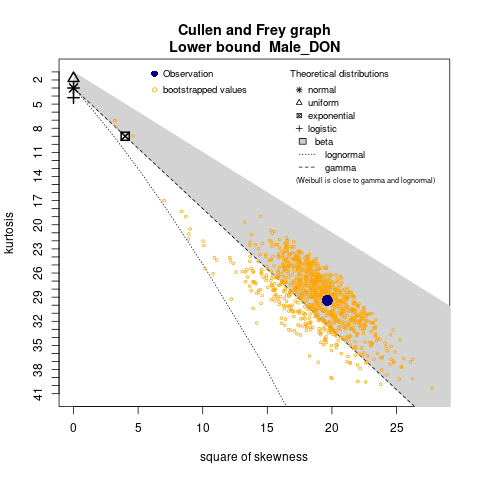 Cullen and Frey graph
Lower bound  Male_DON
Observation
bootstrapped values
Theoretical distributions
normal
uniform
exponential
logistic
beta
lognormal
gamma
(Weibull is close to gamma and lognormal)
kurtosis
2
5
8
11
14
17
20
23
26
29
32
35
38
41
0
5
10
15
20
25
square of skewness